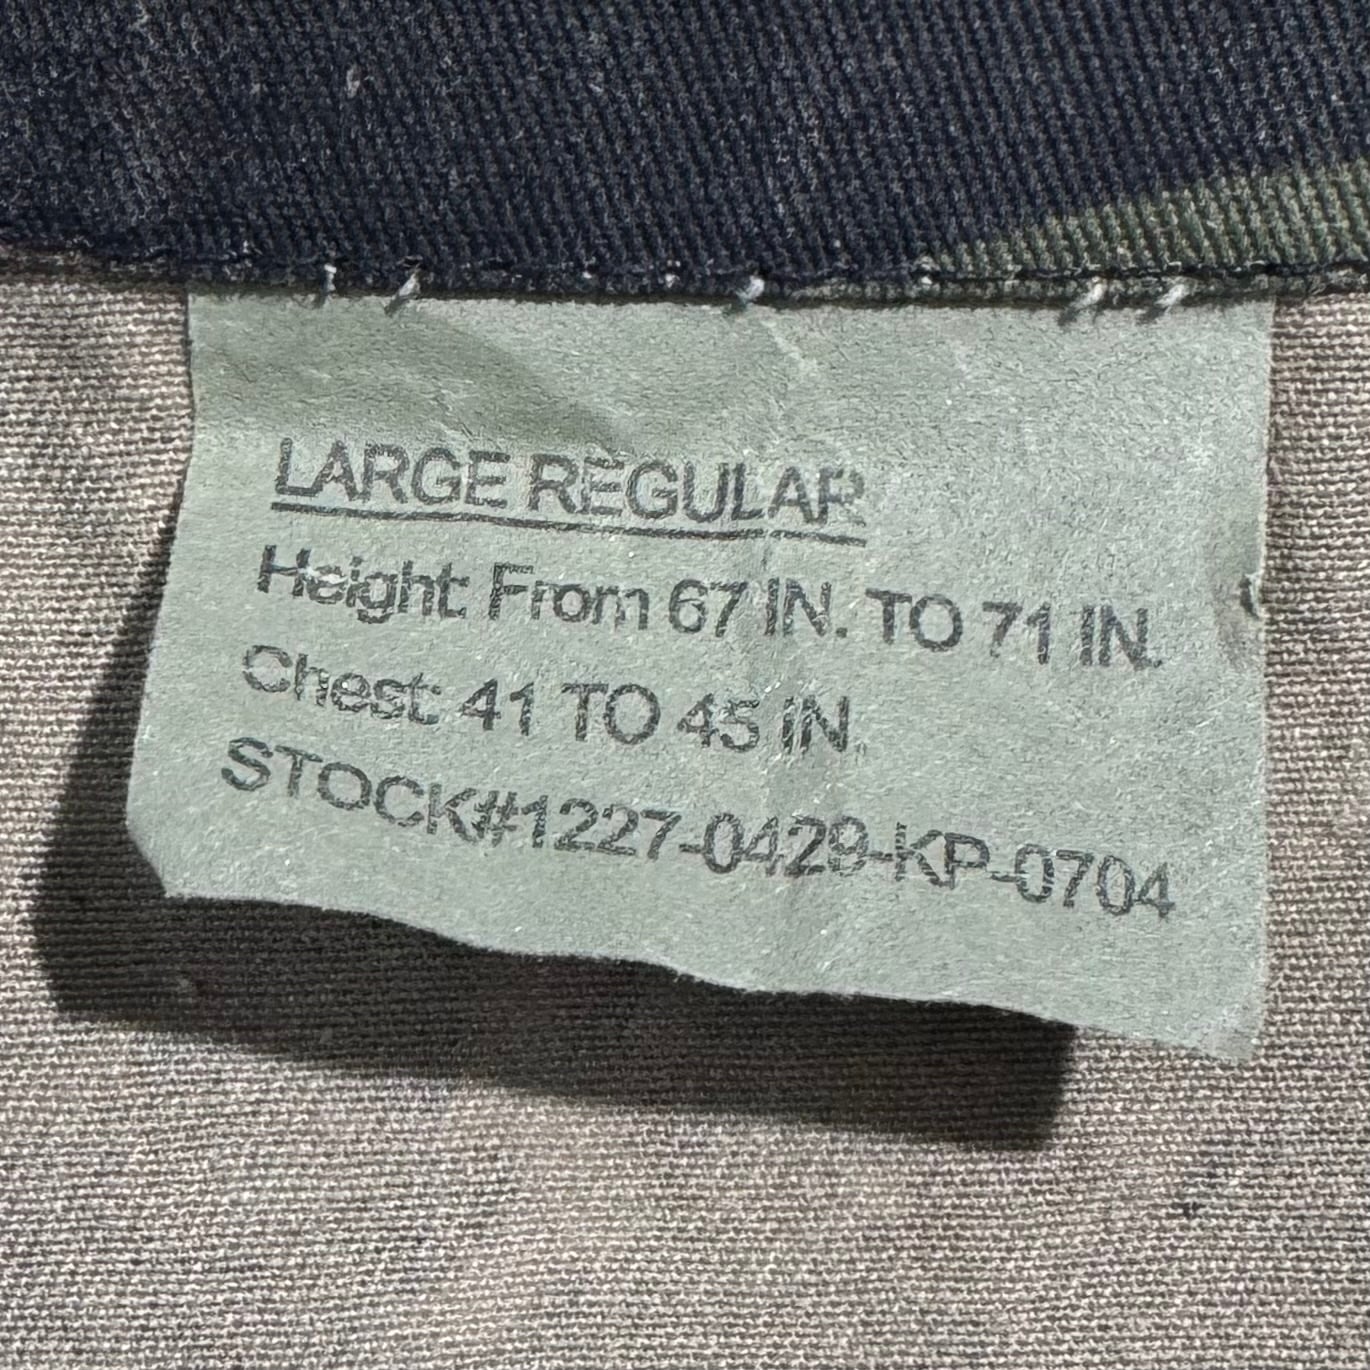 LARGE REGULAR
Height: From 67 IN. TO 71 IN.
Chest: 41 TO 45 IN.
STOCK#1227-0429-KP-0704